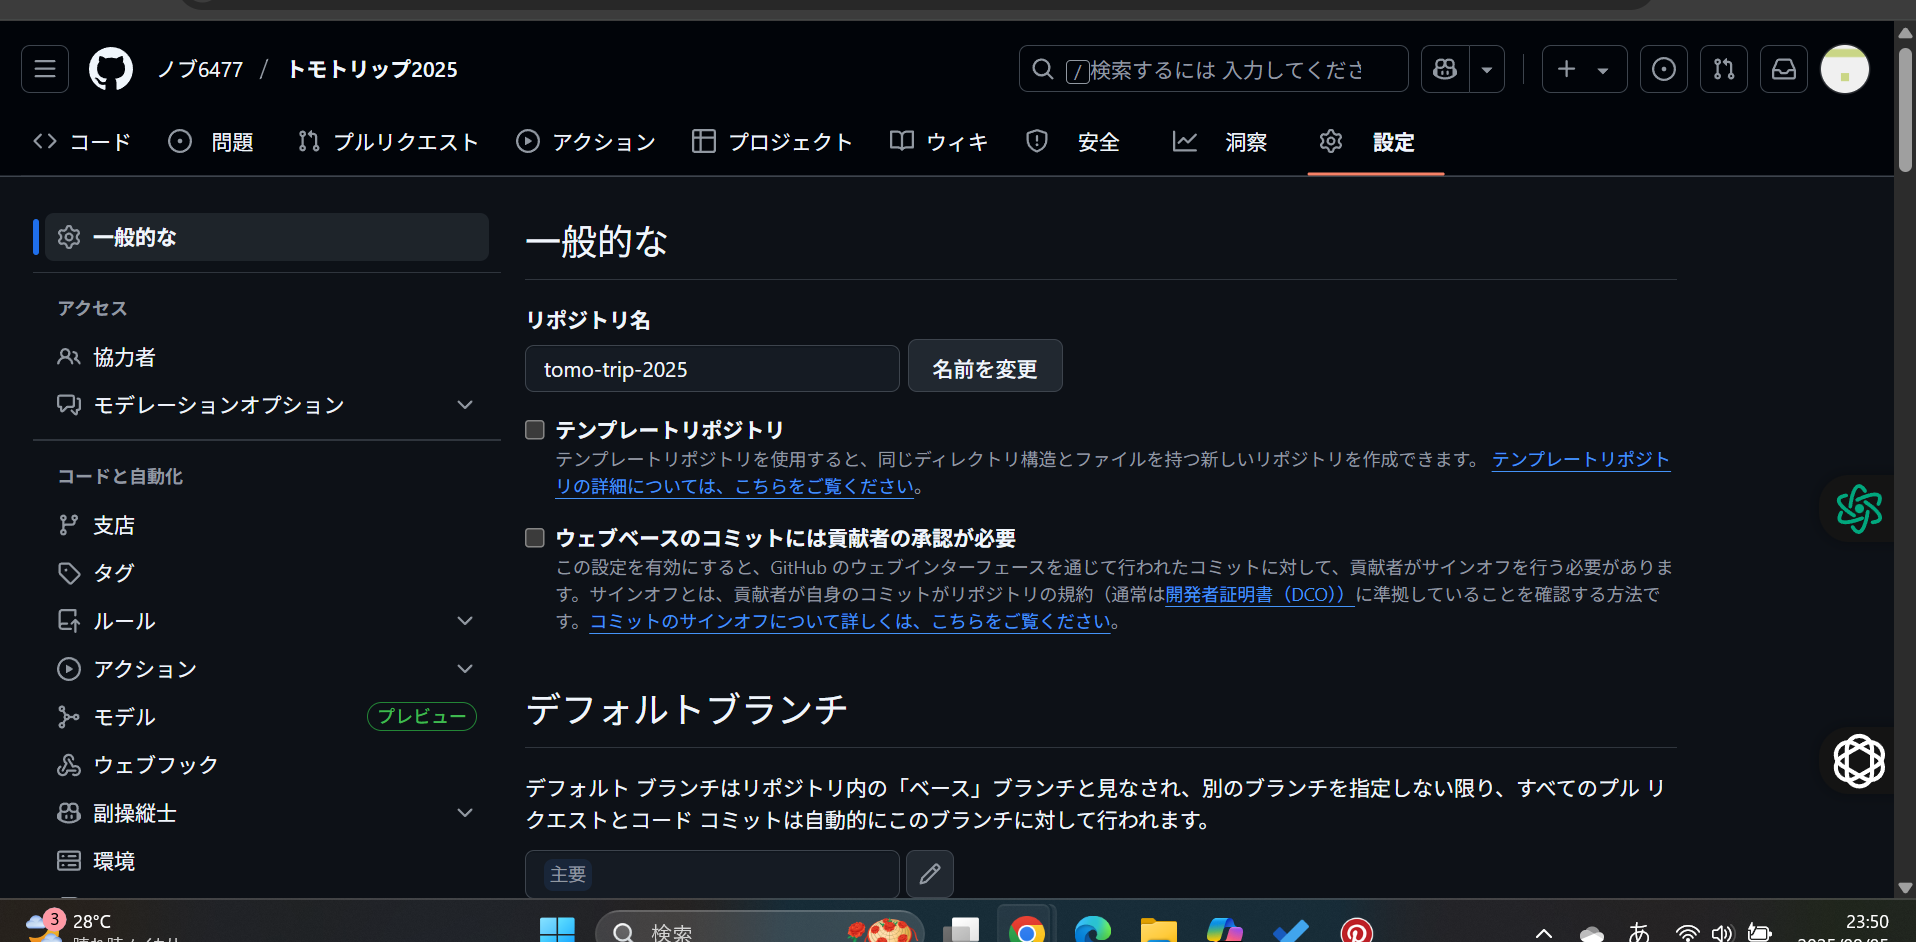 ノブ6477 / トモトリップ2025
/ 検索するには 入力してくださ
コード
問題
プルリクエスト
アクション
プロジェクト
ウィキ
安全
洞察
設定
一般的な
アクセス
協力者
モデレーションオプション
コードと自動化
支店
タグ
ルール
アクション
モデル
プレビュー
ウェブフック
副操縦士
環境
一般的な
リポジトリ名
tomo-trip-2025
名前を変更
テンプレートリポジトリ
テンプレートリポジトリを使用すると、同じディレクトリ構造とファイルを持つ新しいリポジトリを作成できます。 テンプレートリポジト
リの詳細については、こちらをご覧ください。
ウェブベースのコミットには貢献者の承認が必要
この設定を有効にすると、GitHub のウェブインターフェースを通じて行われたコミットに対して、貢献者がサインオフを行う必要がありま
す。サインオフとは、貢献者が自身のコミットがリポジトリの規約（通常は開発者証明書（DCO））に準拠していることを確認する方法で
す。コミットのサインオフについて詳しくは、こちらをご覧ください。
デフォルトブランチ
デフォルト ブランチはリポジトリ内の「ベース」ブランチと見なされ、別のブランチを指定しない限り、すべてのプル リ
クエストとコード コミットは自動的にこのブランチに対して行われます。
主要
3
28°C
検索
あ
23:50